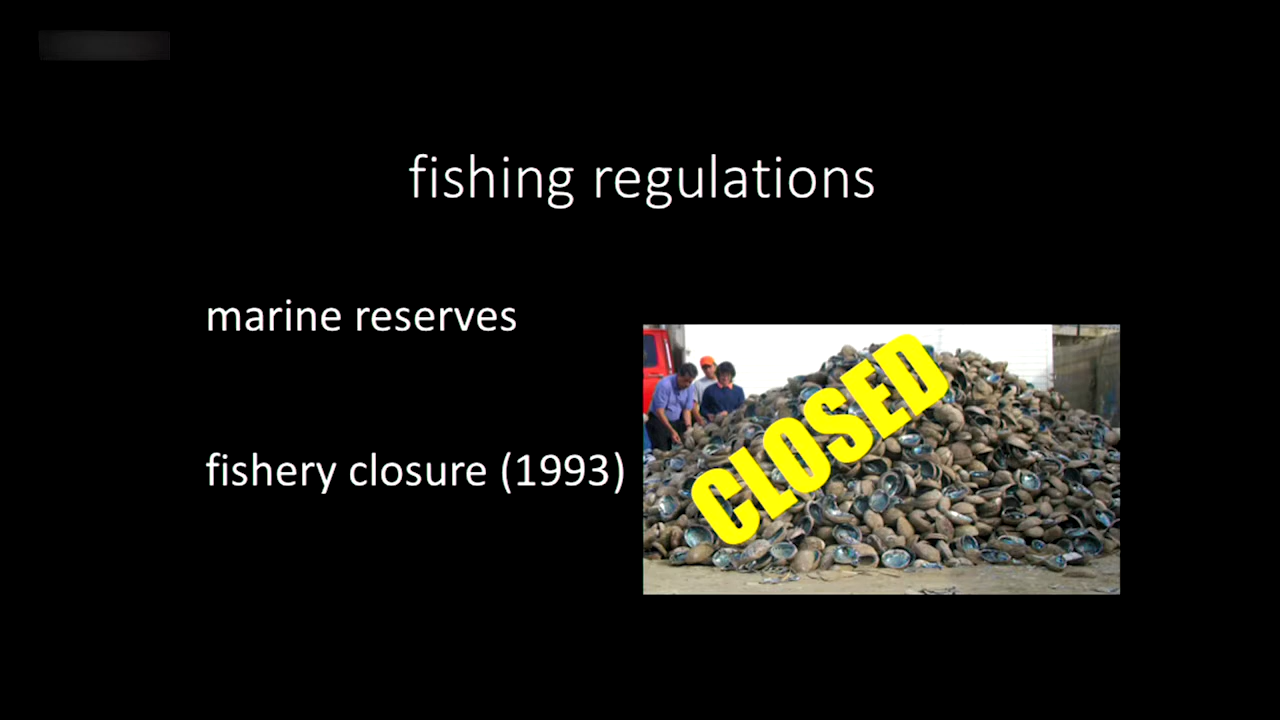 fishing regulations
marine reserves
fishery closure (1993)
CLOSED